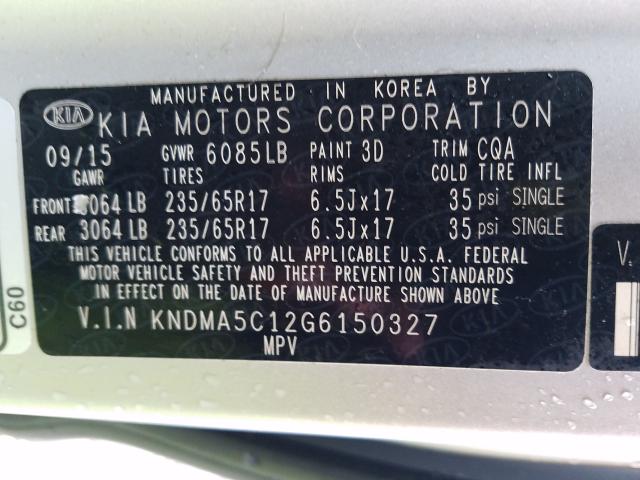 MANUFACTURED IN KOREA BY
KIA KIA MOTORS CORPORATION
09/15 GVWR 6085LB PAINT 3D TRIM CQA
GAWR TIRES RIMS COLD TIRE INFL
FRONT 064 LB 235/65R17 6.5Jx17 35 psi SINGLE
REAR 3064 LB 235/65R17 6.5Jx17 35 psi SINGLE
THIS VEHICLE CONFORMS TO ALL APPLICABLE U.S.A. FEDERAL
MOTOR VEHICLE SAFETY AND THEFT PREVENTION STANDARDS
IN EFFECT ON THE DATE OF MANUFACTURE SHOWN ABOVE
V.I.N KNDMA5C12G6150327
MPV
C60
V.